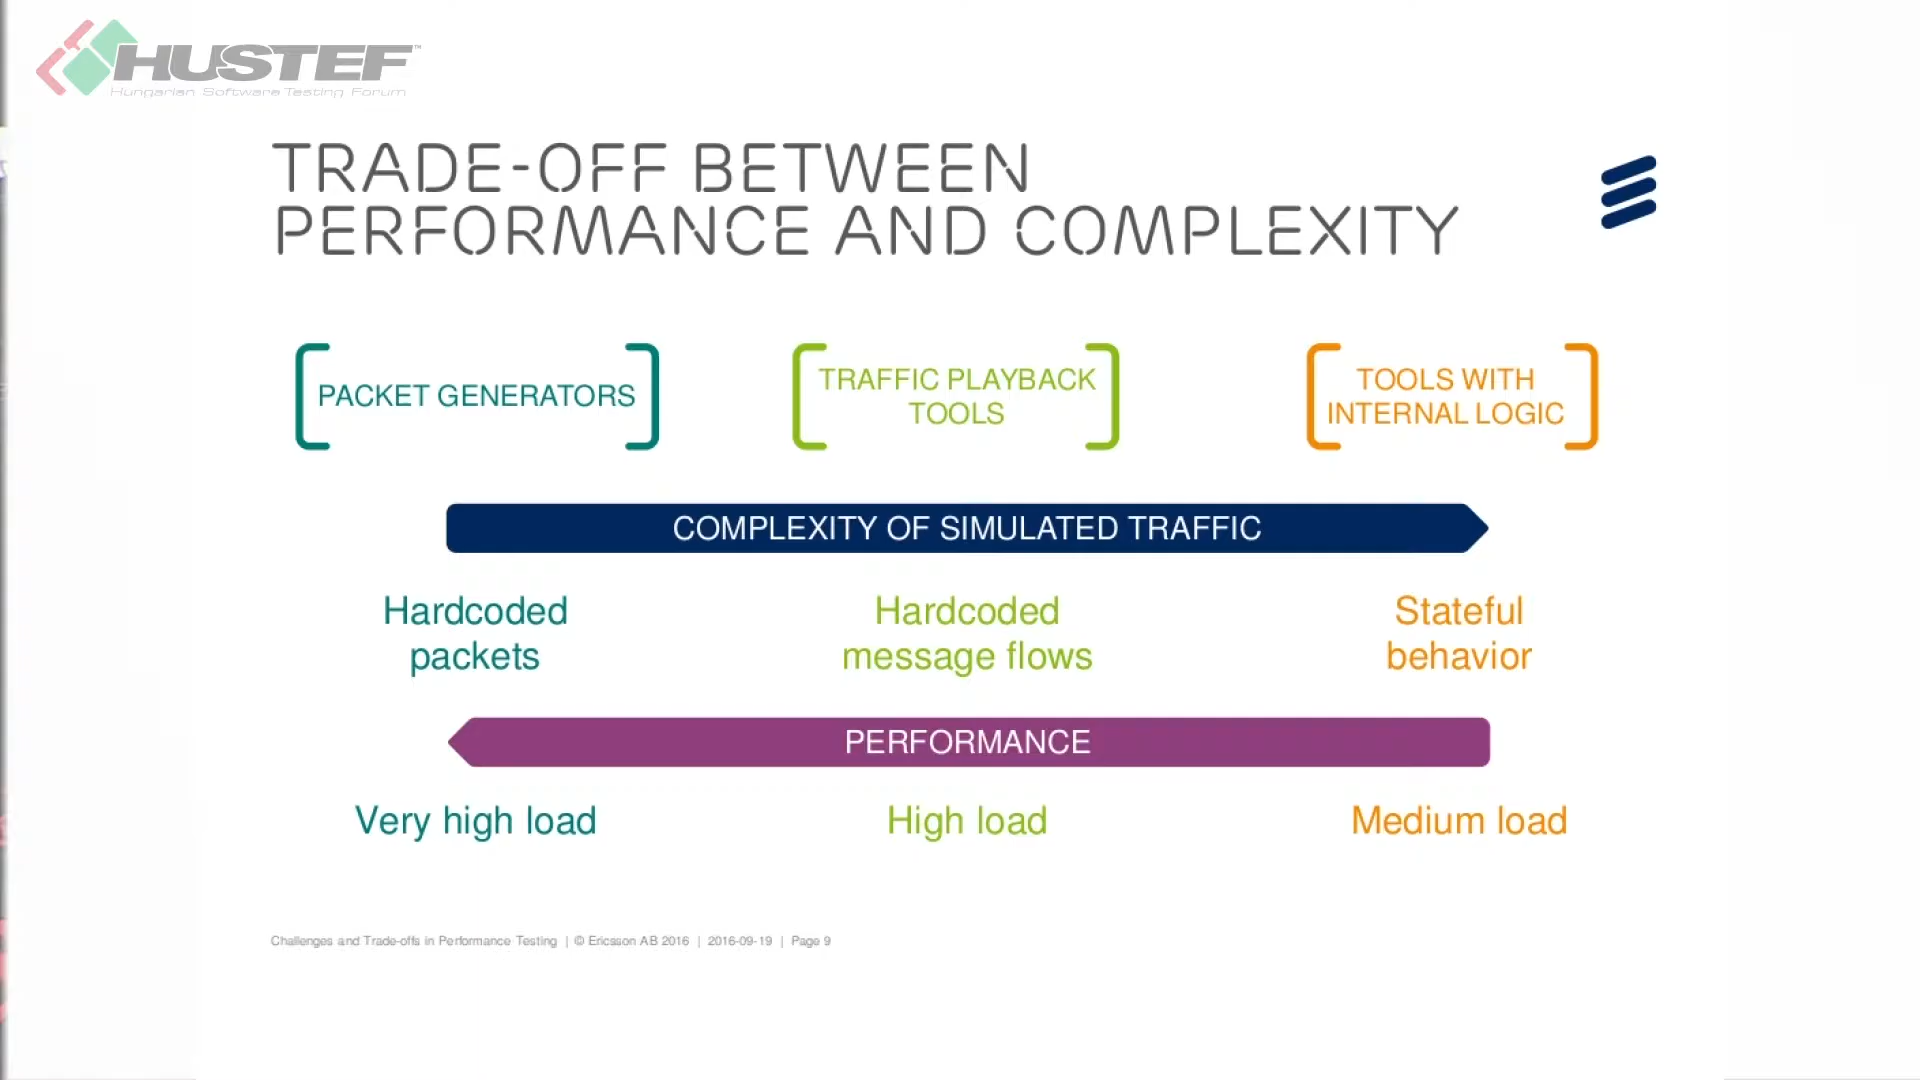 HUSTEF™
Hungarian Software Testing Forum
TRADE-OFF BETWEEN
PERFORMANCE AND COMPLEXITY
PACKET GENERATORS
TRAFFIC PLAYBACK
TOOLS
TOOLS WITH
INTERNAL LOGIC
COMPLEXITY OF SIMULATED TRAFFIC
Hardcoded
packets
Hardcoded
message flows
Stateful
behavior
PERFORMANCE
Very high load
High load
Medium load
Challenges and Trade-offs in Performance Testing | © Ericsson AB 2016 | 2016-09-19 | Page 9